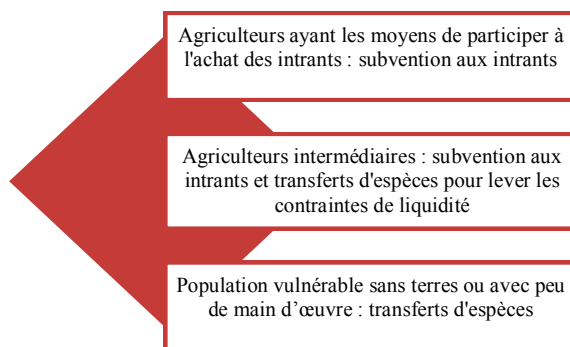 Agriculteurs ayant les moyens de participer à
l'achat des intrants : subvention aux intrants
Agriculteurs intermédiaires : subvention aux
intrants et transferts d'espèces pour lever les
contraintes de liquidité
Population vulnérable sans terres ou avec peu
de main d’œuvre : transferts d'espèces